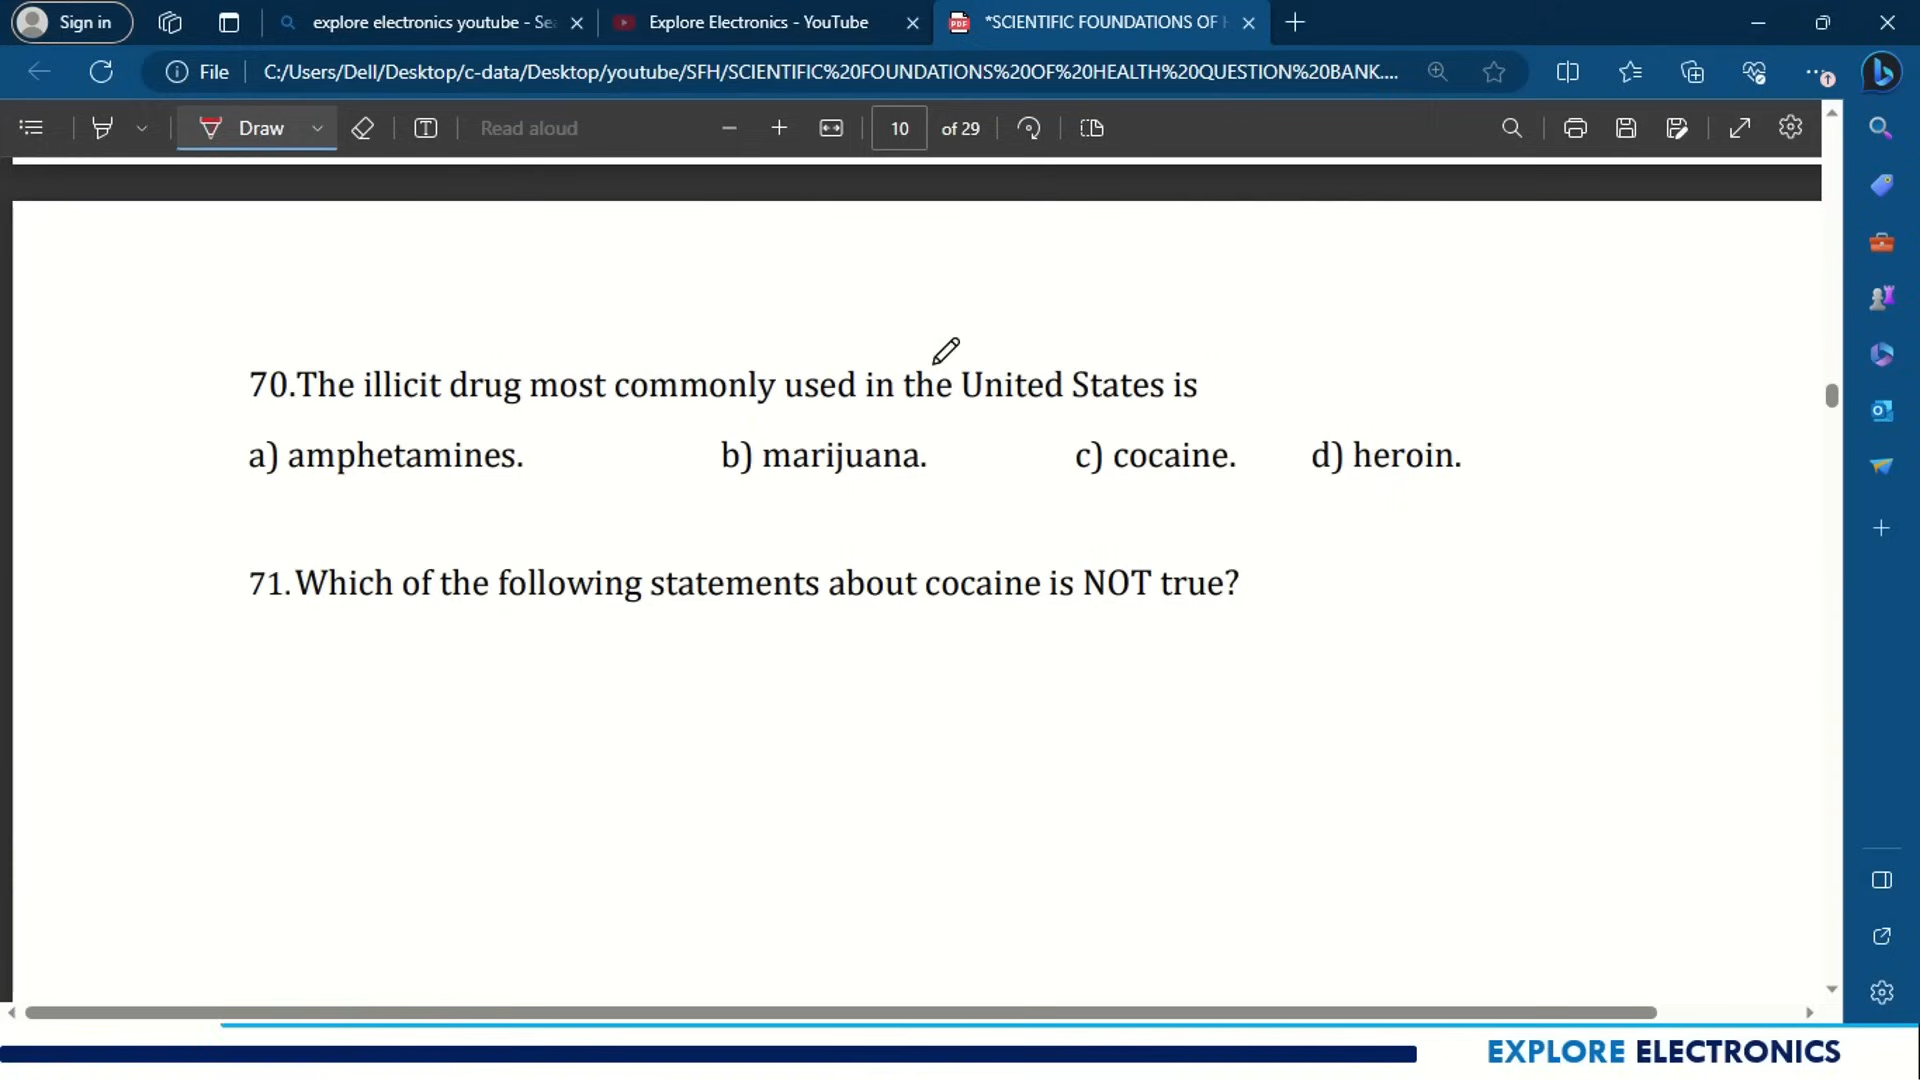 Sign in
explore electronics youtube - Se
Explore Electronics - YouTube
*SCIENTIFIC FOUNDATIONS OF H
File
C:/Users/Dell/Desktop/c-data/Desktop/youtube/SFH/SCIENTIFIC%20FOUNDATIONS%20OF%20HEALTH%20QUESTION%20BANK....
Draw
Read aloud
10 of 29
70.The illicit drug most commonly used in the United States is
a) amphetamines. b) marijuana. c) cocaine. d) heroin.
71.Which of the following statements about cocaine is NOT true?
EXPLORE ELECTRONICS